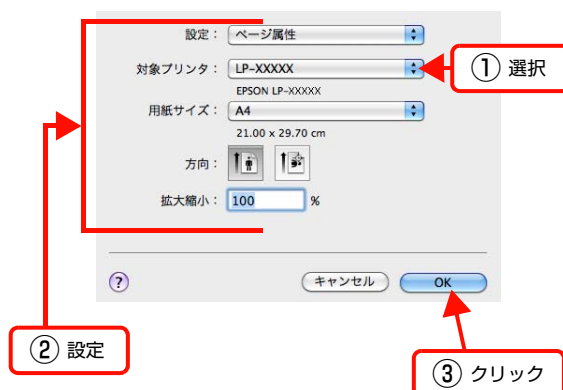 設定： ページ属性
対象プリンタ： LP-XXXXX
① 選択
EPSON LP-XXXXX
用紙サイズ： A4
21.00 x 29.70 cm
方向：
拡大縮小： 100 %
? キャンセル OK
② 設定
③ クリック